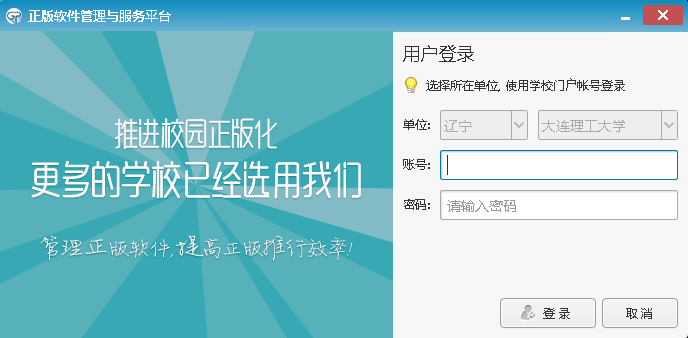 正版软件管理与服务平台
推进校园正版化
更多的学校已经选用我们
管理正版软件,提高正版推行效率!
用户登录
选择所在单位, 使用学校门户帐号登录
单位: 辽宁 大连理工大学
账号:
密码: 请输入密码
登录 取消